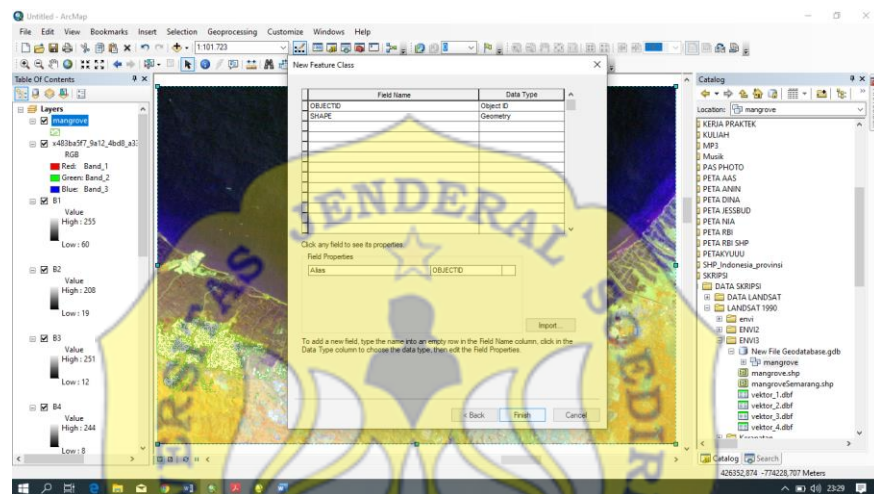 Untitled - ArcMap
File Edit View Bookmarks Insert Selection Geoprocessing Customize Windows Help
1:101.723
Table Of Contents
Layers
mangrove
RGB
Red: Band_1
Green: Band_2
Blue: Band_3
B1
Value
High : 255
Low : 60
B2
Value
High : 208
Low : 19
B3
Value
High : 251
Low : 12
B4
Value
High : 244
Low : 8
New Feature Class
Field Name Data Type
OBJECTID Object ID
SHAPE Geometry
Click any field to see its properties.
Field Properties
Alias OBJECTID
Import...
To add a new field, type the name into an empty row in the Field Name column, click in the
Data Type column to choose the data type, then edit the Field Properties.
< Back Finish Cancel
Catalog
Location: mangrove
KERJA PRAKTEK
KULIAH
MP3
Musik
PAS PHOTO
PETA AAS
PETA ANIN
PETA DINA
PETA JESSBUD
PETA NIA
PETA RBI
PETA RBI SHP
PETAKYUUU
SHP_Indonesia_provinsi
SKRIPSI
DATA SKRIPSI
DATA LANDSAT
LANDSAT 1990
envi
ENVI2
ENVI3
New File Geodatabase.gdb
mangrove
mangrove.shp
mangroveSemarang.shp
vektor_1.dbf
vektor_2.dbf
vektor_3.dbf
vektor_4.dbf
Catalog Search
426352,874 -774228,707 Meters
23:29
ERSITAS JENDERAL SOEDIR